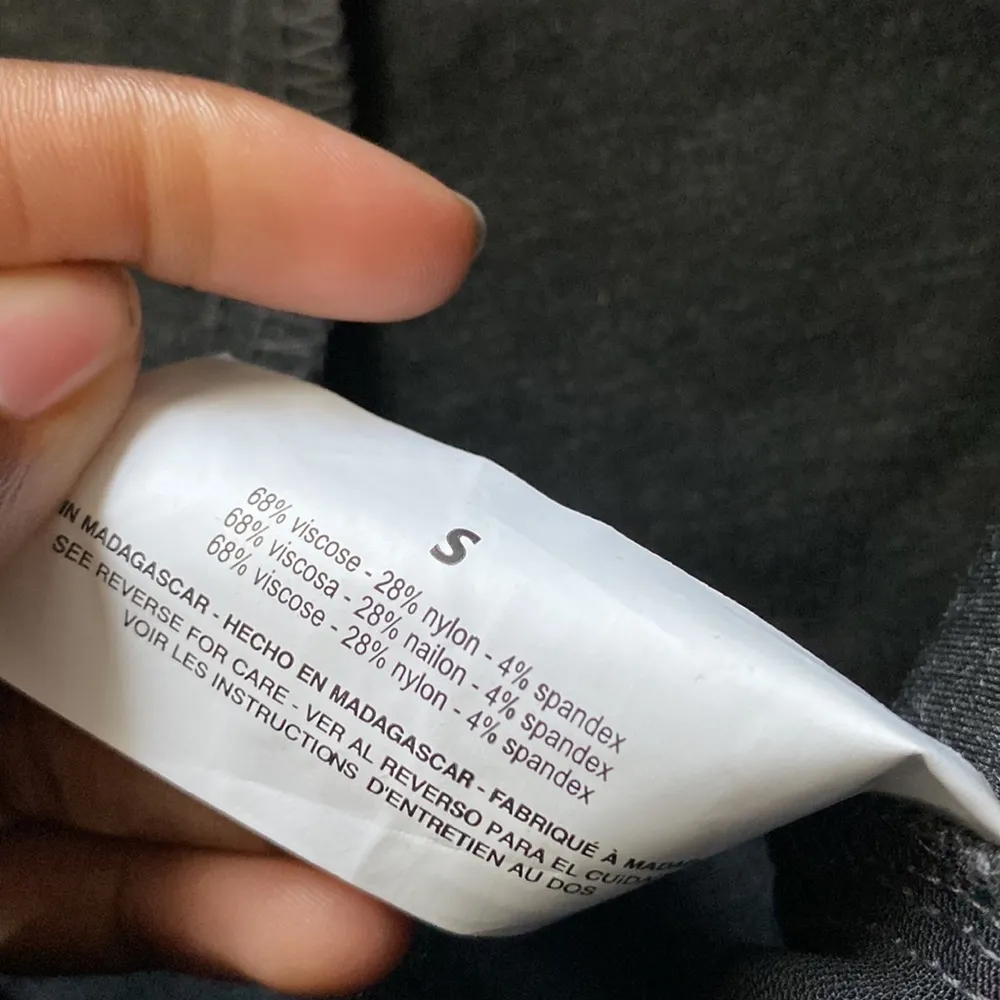 S
68% viscose - 28% nylon - 4% spandex
68% viscosa - 28% nailon - 4% spandex
68% viscose - 28% nylon - 4% spandex
IN MADAGASCAR - HECHO EN MADAGASCAR - FABRIQUÉ À
SEE REVERSE FOR CARE - VER AL REVERSO PARA EL
VOIR LES INSTRUCTIONS D'ENTRETIEN AU DOS